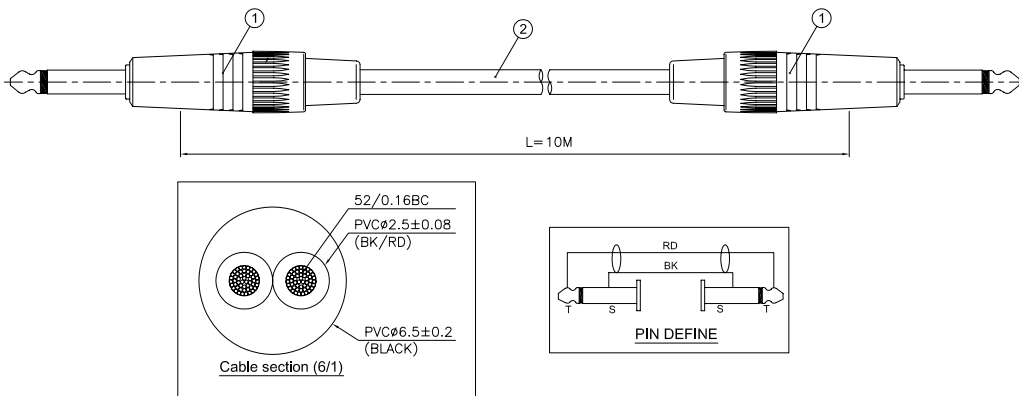 1
2
1
L=10M
52/0.16BC
PVCø2.5±0.08
(BK/RD)
PVCø6.5±0.2
(BLACK)
Cable section (6/1)
RD
BK
T S S T
PIN DEFINE